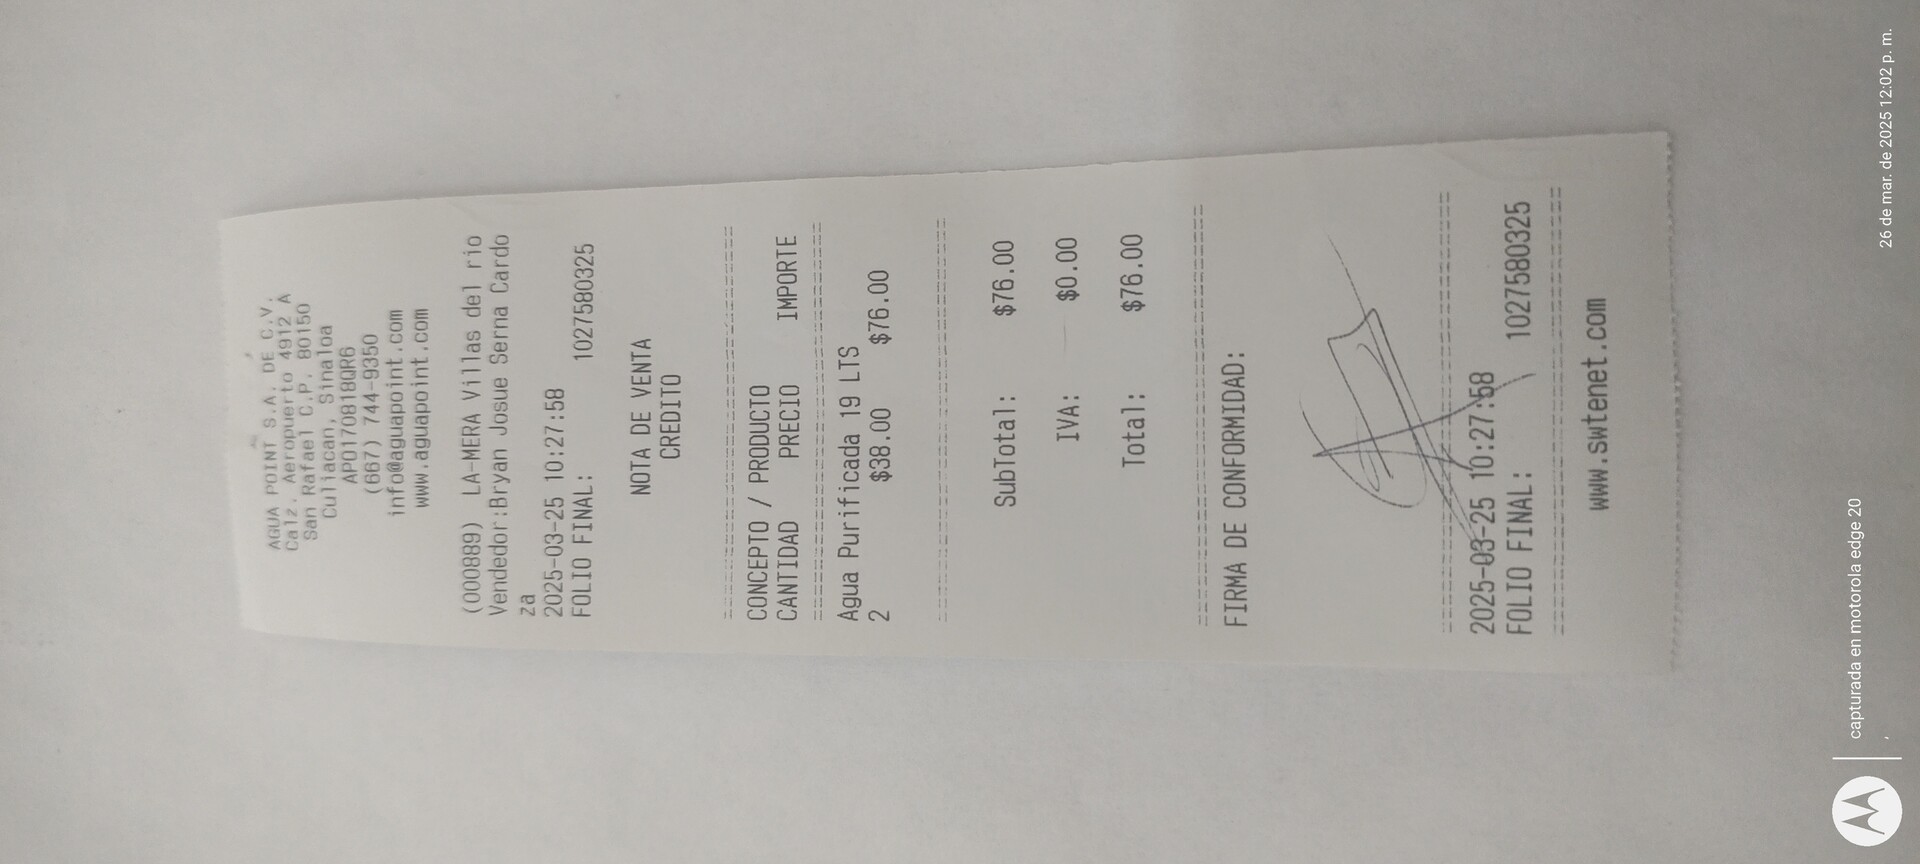 AGUA POINT S.A. DE C.V.
Calz. Aeropuerto 4912 A
San Rafael C.P. 80150
Culiacan, Sinaloa
APO170818QR6
(667) 744-9350
info@aguapoint.com
www.aguapoint.com
(000889) LA-MERA Villas del rio
Vendedor:Bryan Josue Serna Cardo
za
2025-03-25 10:27:58
FOLIO FINAL: 1027580325
NOTA DE VENTA
CREDITO
CONCEPTO / PRODUCTO
CANTIDAD PRECIO IMPORTE
Agua Purificada 19 LTS
2 $38.00 $76.00
SubTotal: $76.00
IVA: $0.00
Total: $76.00
FIRMA DE CONFORMIDAD:
2025-03-25 10:27:58
FOLIO FINAL: 1027580325
www.swtenet.com
capturada en motorola edge 20
26 de mar. de 2025 12:02 p. m.